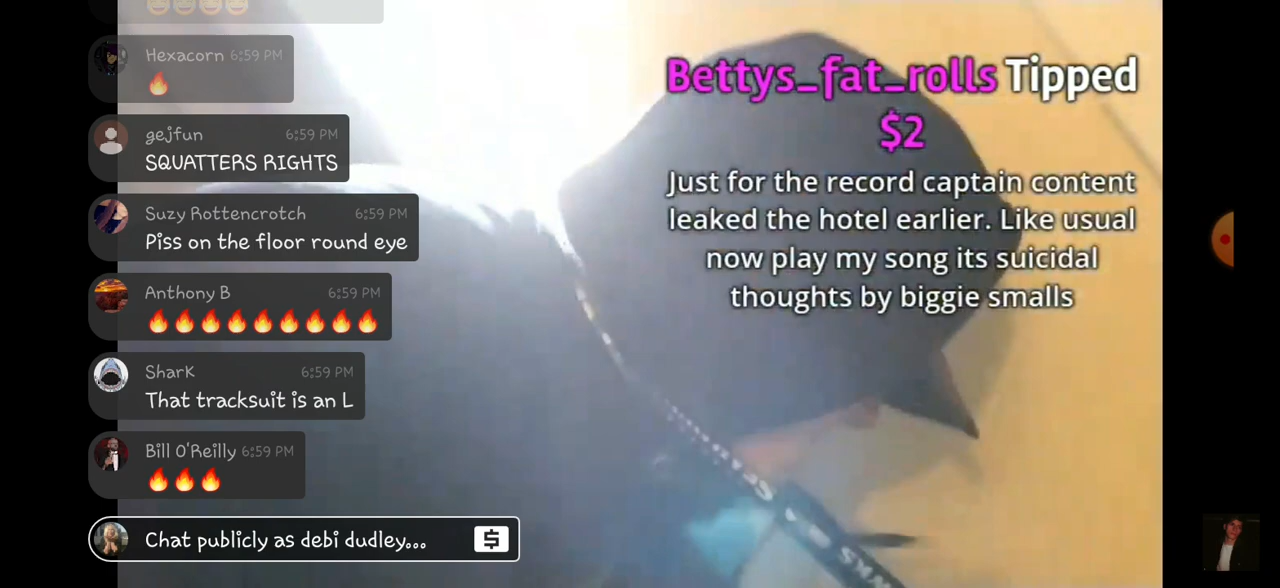 Hexacorn 6:59 PM
🔥
gejfun 6:59 PM
SQUATTERS RIGHTS
Suzy Rottencrotch 6:59 PM
Piss on the floor round eye
Anthony B 6:59 PM
🔥🔥🔥🔥🔥🔥🔥🔥🔥
SharK 6:59 PM
That tracksuit is an L
Bill O'Reilly 6:59 PM
🔥🔥🔥
Chat publicly as debi dudley...
$
Bettys_fat_rolls Tipped
$2
Just for the record captain content
leaked the hotel earlier. Like usual
now play my song its suicidal
thoughts by biggie smalls